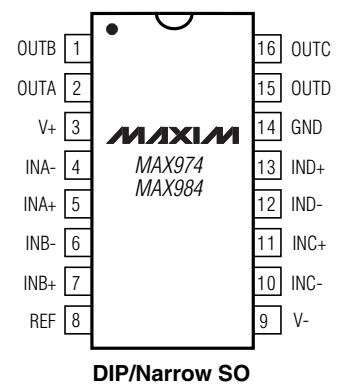 OUTB 1 16 OUTC
OUTA 2 15 OUTD
V+ 3 MAXIM 14 GND
INA- 4 MAX974 13 IND+
MAX984
INA+ 5 12 IND-
INB- 6 11 INC+
INB+ 7 10 INC-
REF 8 9 V-
DIP/Narrow SO